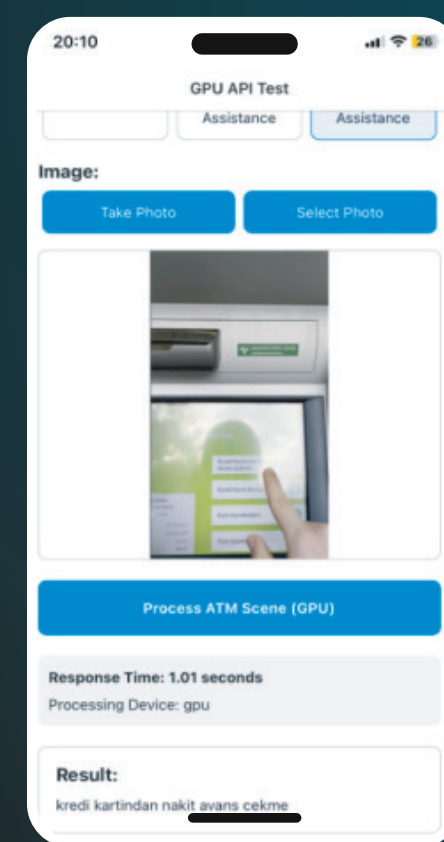 20:10
26
GPU API Test
Assistance
Assistance
Image:
Take Photo
Select Photo
Process ATM Scene (GPU)
Response Time: 1.01 seconds
Processing Device: gpu
Result:
kredi kartindan nakit avans cekme